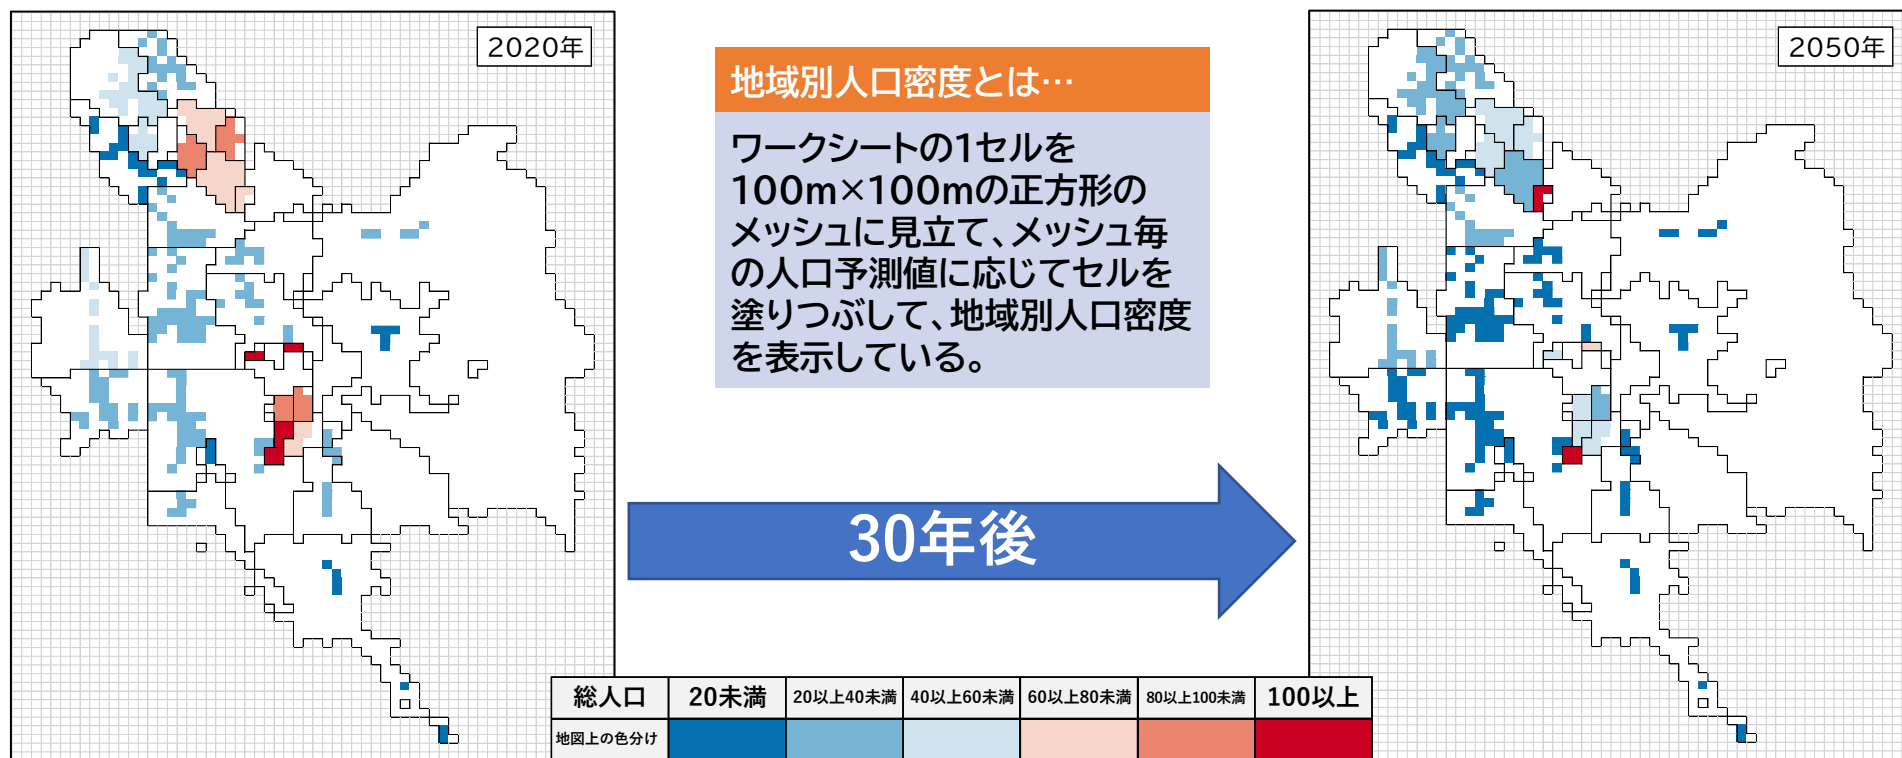 2020年
地域別人口密度とは…
ワークシートの1セルを
100m×100mの正方形の
メッシュに見立て、メッシュ毎
の人口予測値に応じてセルを
塗りつぶして、地域別人口密度
を表示している。
2050年
30年後
総人口 20未満 20以上40未満 40以上60未満 60以上80未満 80以上100未満 100以上
地図上の色分け